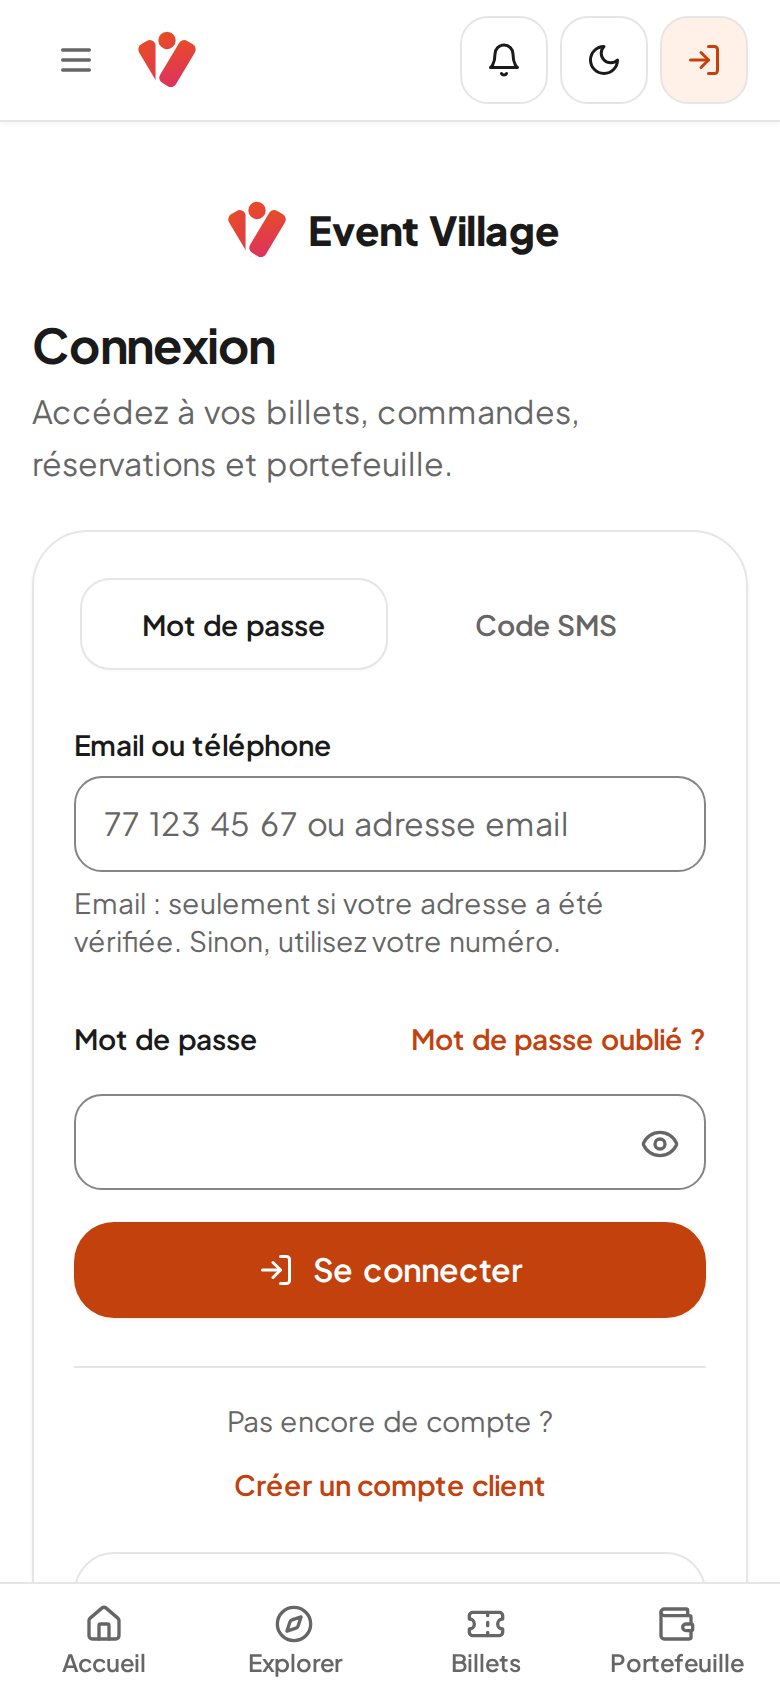 Event Village
Connexion
Accédez à vos billets, commandes,
réservations et portefeuille.
Mot de passe
Code SMS
Email ou téléphone
77 123 45 67 ou adresse email
Email : seulement si votre adresse a été
vérifiée. Sinon, utilisez votre numéro.
Mot de passe
Mot de passe oublié ?
Se connecter
Pas encore de compte ?
Créer un compte client
Accueil
Explorer
Billets
Portefeuille